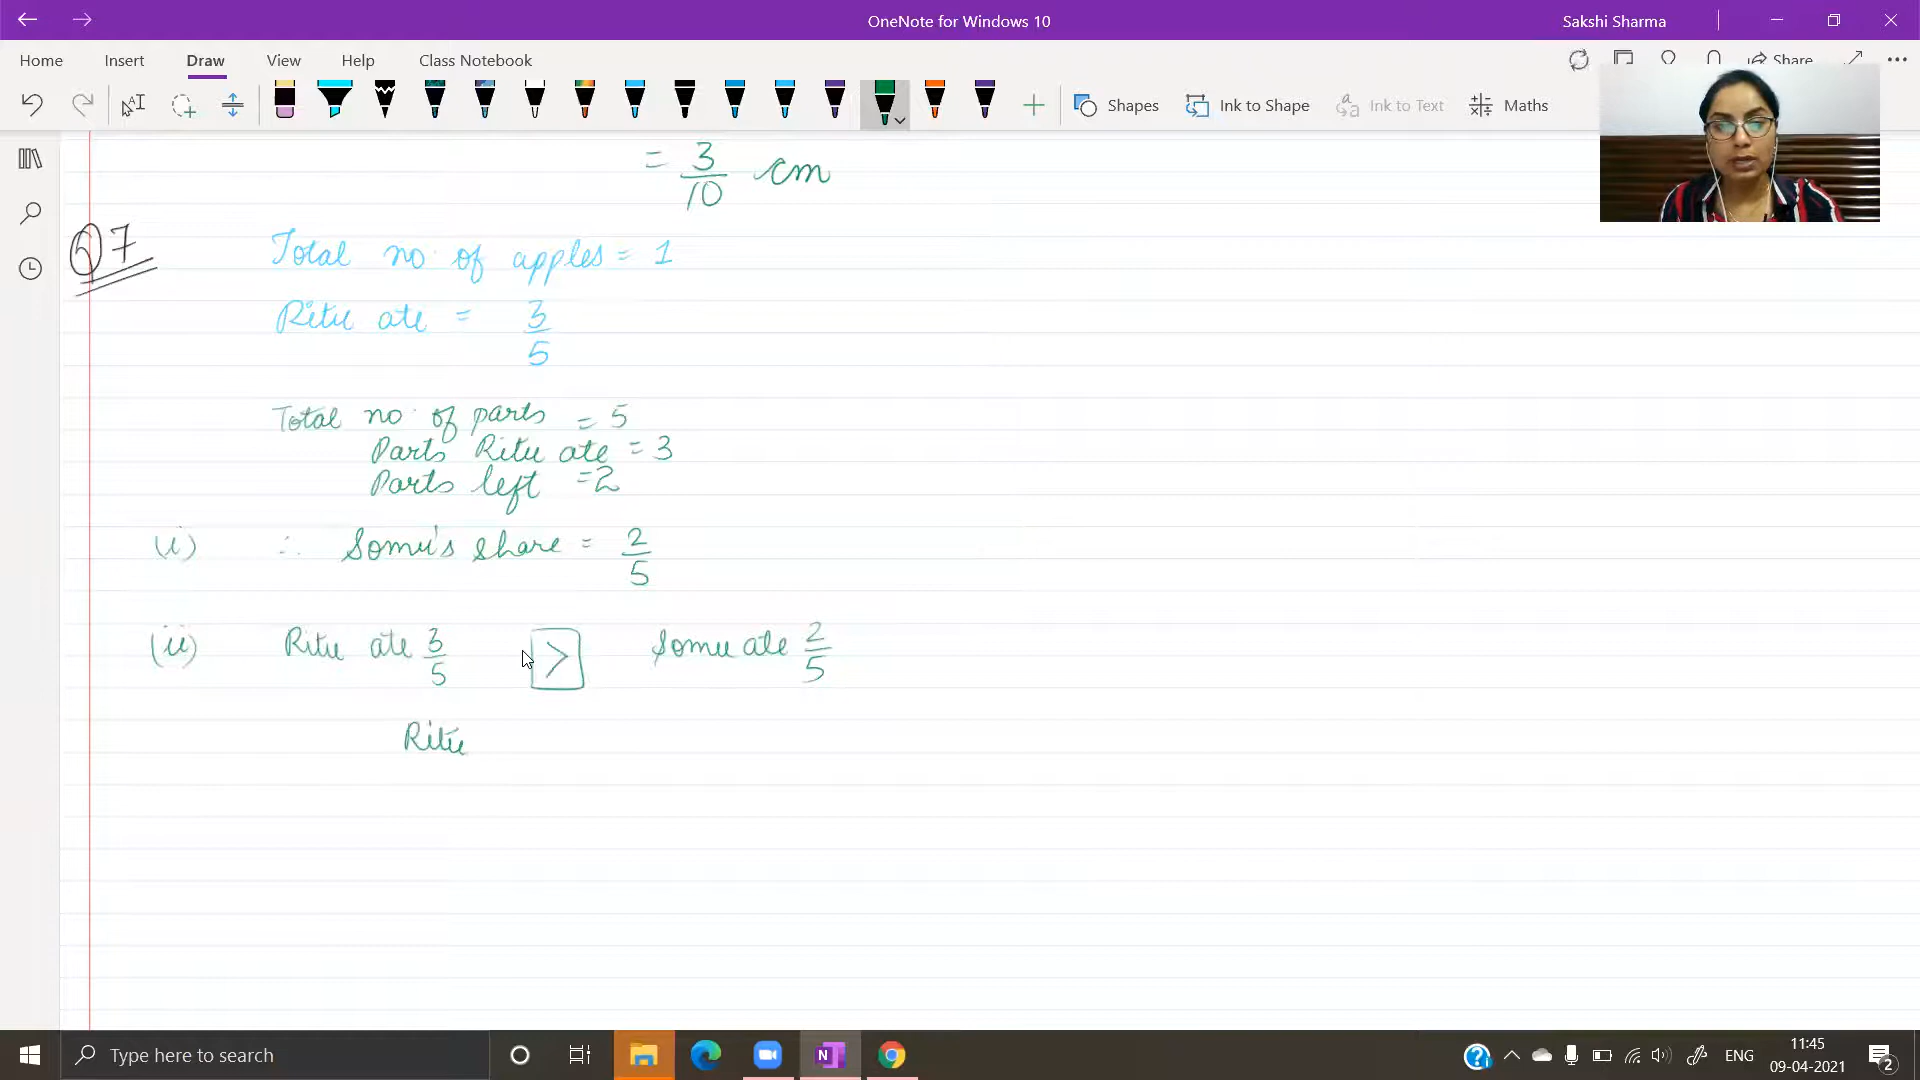 OneNote for Windows 10
Sakshi Sharma
Home Insert Draw View Help Class Notebook
Share
Shapes Ink to Shape Ink to Text Maths
= 3/10 cm
Q7
Total no. of apples = 1
Ritu ate = 3/5
Total no. of parts = 5
Parts Ritu ate = 3
Parts left = 2
(i) ∴ Somu's share = 2/5
(ii) Ritu ate 3/5 > Somu ate 2/5
Ritu
Type here to search
ENG
11:45
09-04-2021
2